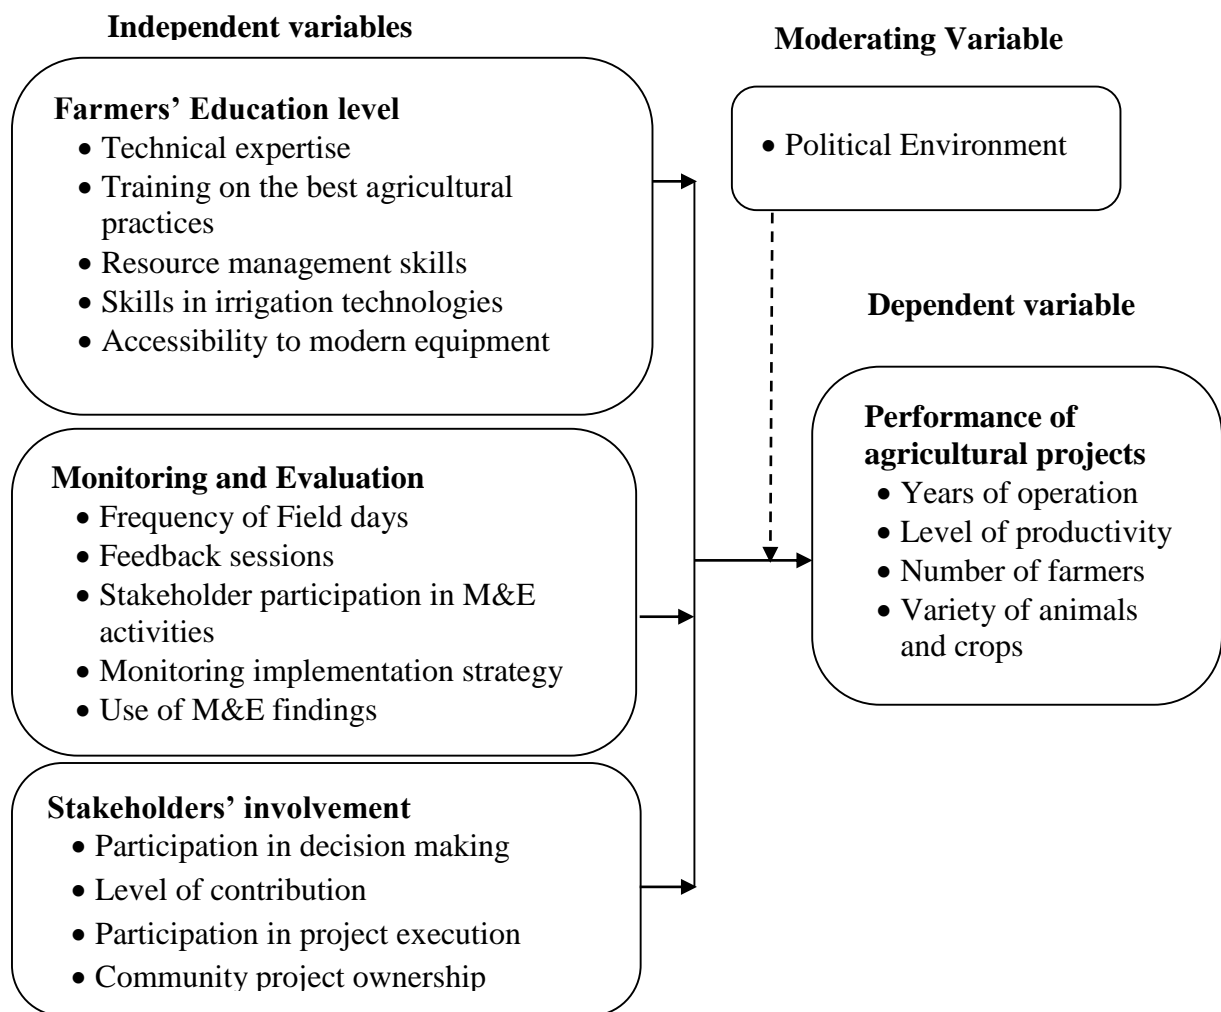 Independent variables
Farmers’ Education level
• Technical expertise
• Training on the best agricultural
practices
• Resource management skills
• Skills in irrigation technologies
• Accessibility to modern equipment
Monitoring and Evaluation
• Frequency of Field days
• Feedback sessions
• Stakeholder participation in M&E
activities
• Monitoring implementation strategy
• Use of M&E findings
Stakeholders’ involvement
• Participation in decision making
• Level of contribution
• Participation in project execution
• Community project ownership
Moderating Variable
• Political Environment
Dependent variable
Performance of
agricultural projects
• Years of operation
• Level of productivity
• Number of farmers
• Variety of animals
and crops